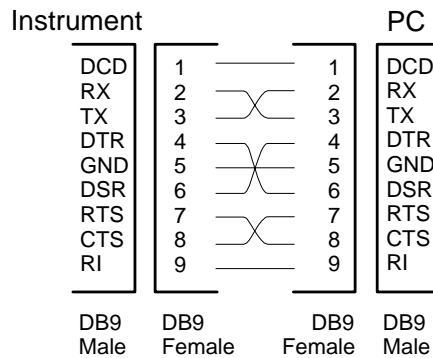 Instrument PC
DCD 1 1 DCD
RX 2 2 RX
TX 3 3 TX
DTR 4 4 DTR
GND 5 5 GND
DSR 6 6 DSR
RTS 7 7 RTS
CTS 8 8 CTS
RI 9 9 RI
DB9 DB9 DB9 DB9
Male Female Female Male